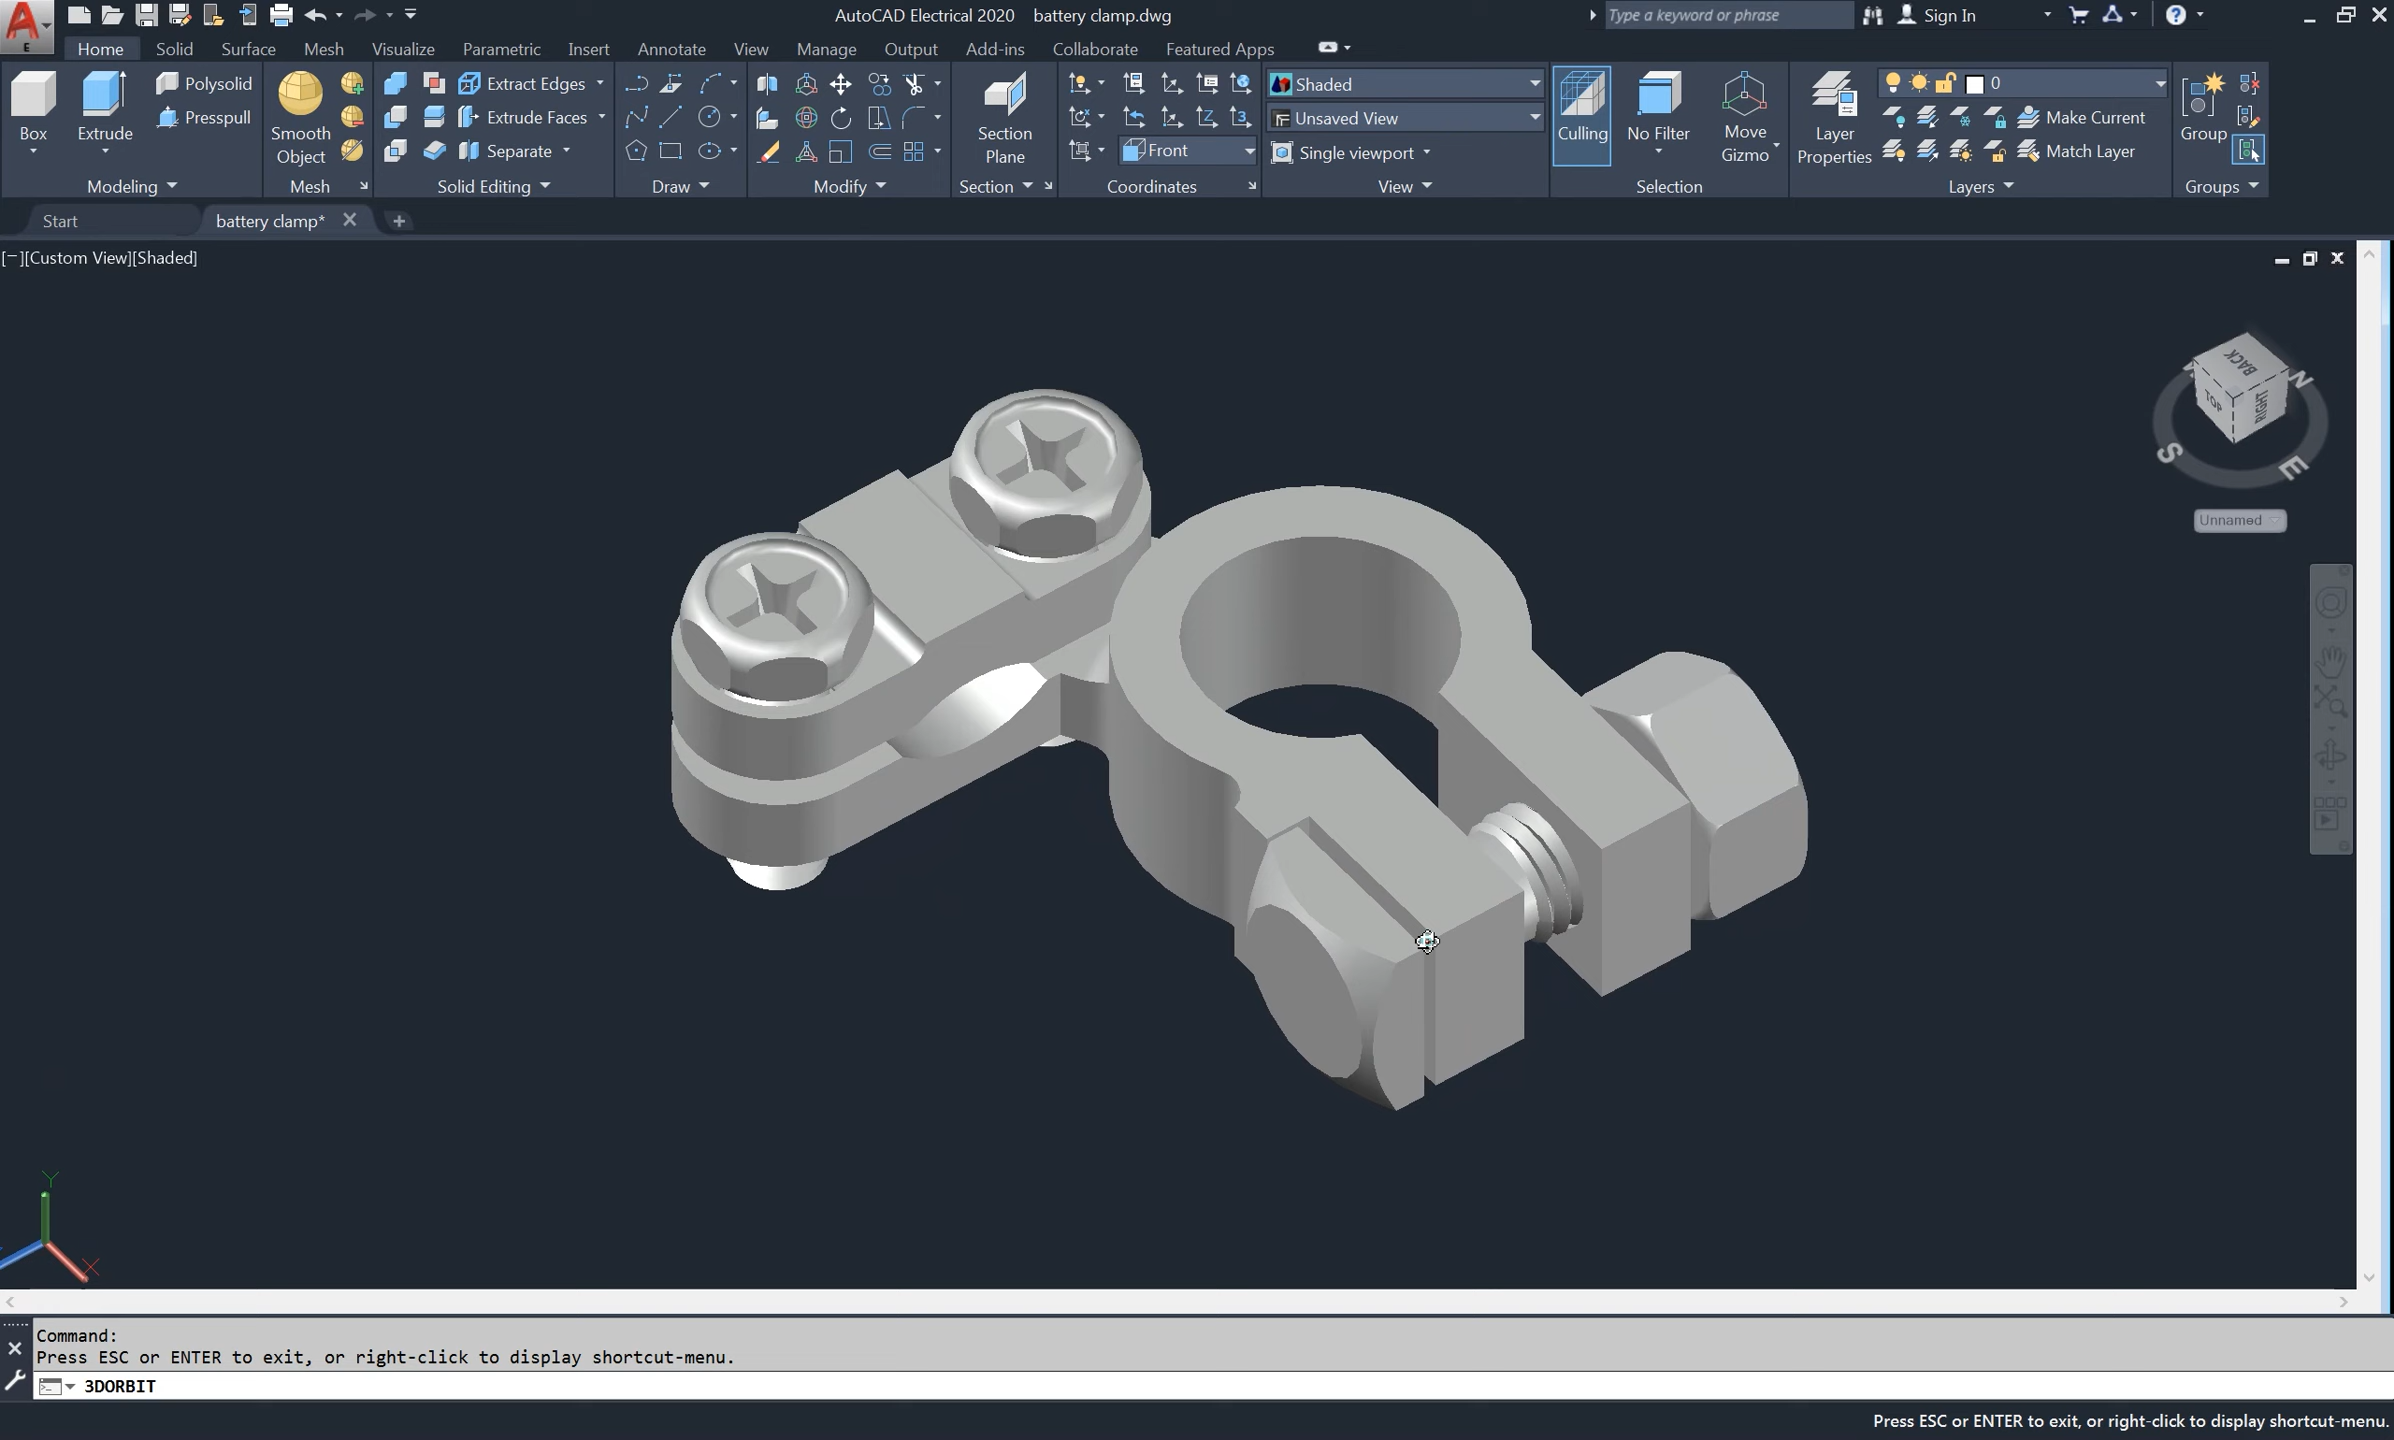 AutoCAD Electrical 2020 battery clamp.dwg
Type a keyword or phrase
Sign In
A
E
Home Solid Surface Mesh Visualize Parametric Insert Annotate View Manage Output Add-ins Collaborate Featured Apps
Box
Extrude
Polysolid
Presspull
Modeling
Smooth
Object
Mesh
Extract Edges
Extrude Faces
Separate
Solid Editing
Draw
Modify
Section
Plane
Section
Front
Coordinates
Shaded
Unsaved View
Single viewport
View
Culling
No Filter
Move
Gizmo
Selection
Layer
Properties
0
Make Current
Match Layer
Layers
Group
Groups
Start battery clamp*
[−][Custom View][Shaded]
BACK
TOP
RIGHT
N
S
E
Unnamed
Y
X
Command:
Press ESC or ENTER to exit, or right-click to display shortcut-menu.
3DORBIT
Press ESC or ENTER to exit, or right-click to display shortcut-menu.